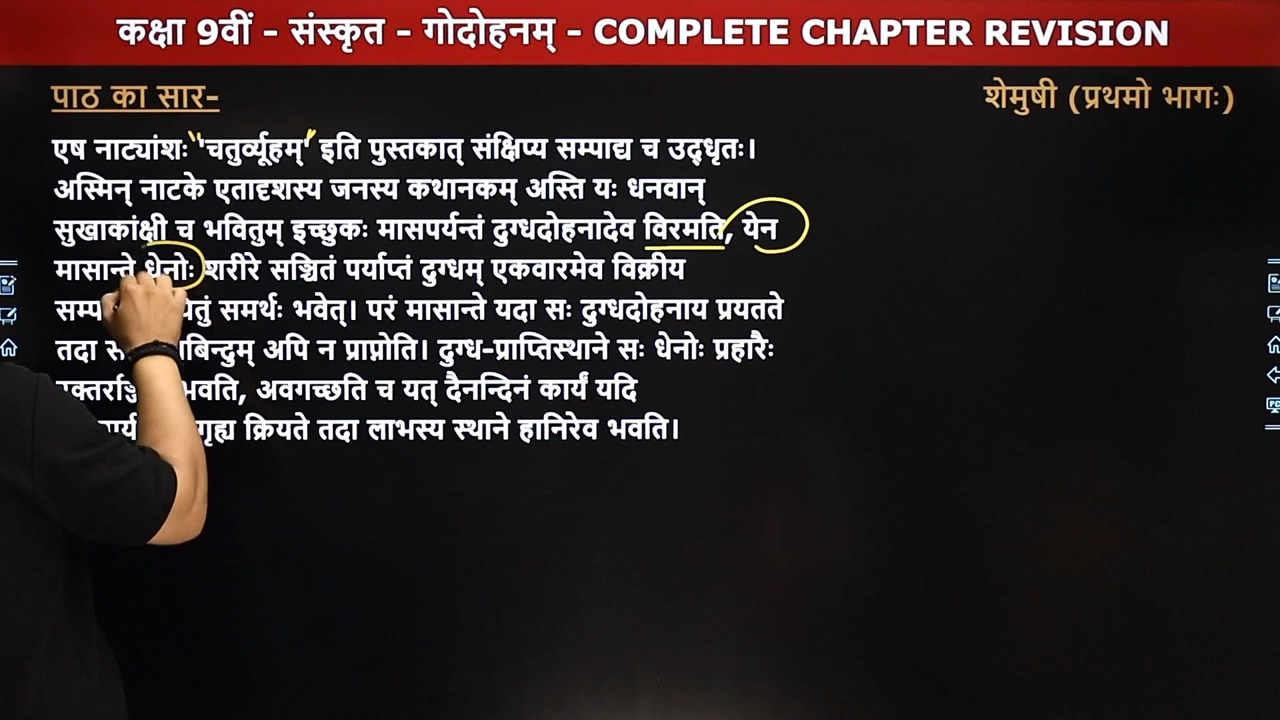 कक्षा 9वीं - संस्कृत - गोदोहनम् - COMPLETE CHAPTER REVISION
पाठ का सार-
शेमुषी (प्रथमो भागः)
एष नाट्यांशः 'चतुर्व्यूहम्' इति पुस्तकात् संक्षिप्य सम्पाद्य च उद्धृतः।
अस्मिन् नाटके एतादृशस्य जनस्य कथानकम् अस्ति यः धनवान्
सुखाकांक्षी च भवितुम् इच्छुकः मासपर्यन्तं दुग्धदोहनादेव विरमति, येन
मासान्ते धेनोः शरीरे सञ्चितं पर्याप्तं दुग्धम् एकवारमेव विक्रीय
समर्थः भवेत्। परं मासान्ते यदा सः दुग्धदोहनाय प्रयतते
तदा अपि न प्राप्नोति। दुग्ध-प्राप्तिस्थाने सः धेनोः प्रहारैः
भवति, अवगच्छति च यत् दैनन्दिनं कार्यं यदि
क्रियते तदा लाभस्य स्थाने हानिरेव भवति।